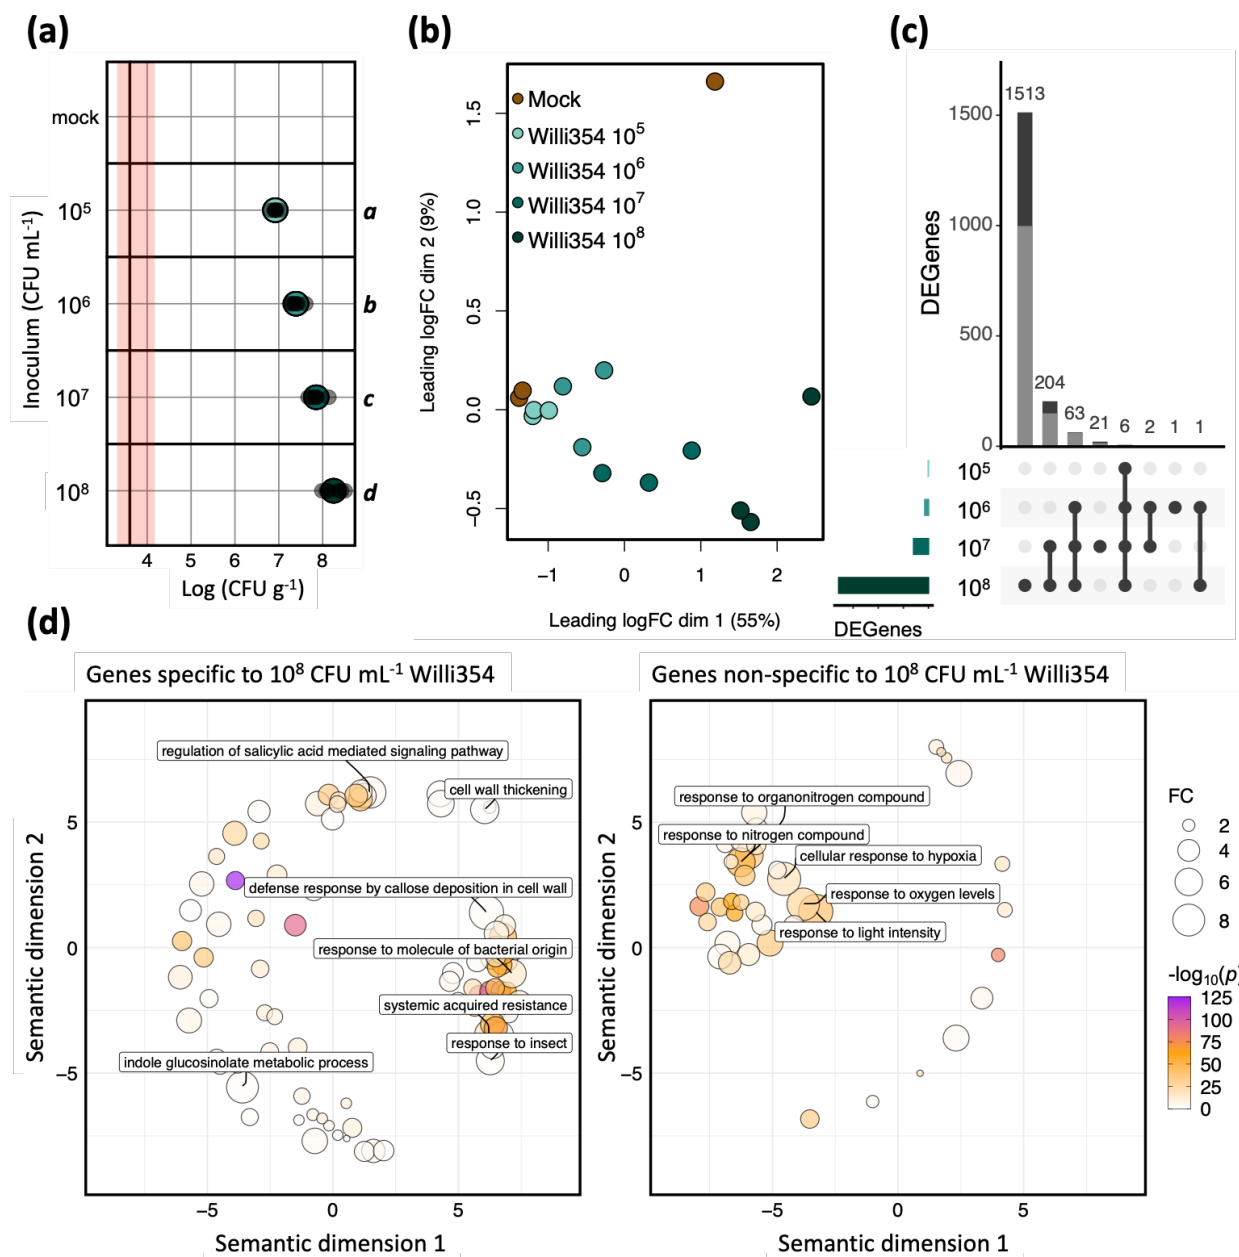 (a)
mock
10⁵
10⁶
10⁷
10⁸
a
b
c
d
Inoculum (CFU mL⁻¹)
4 5 6 7 8
Log (CFU g⁻¹)
(b)
Mock
Willi354 10⁵
Willi354 10⁶
Willi354 10⁷
Willi354 10⁸
Leading logFC dim 2 (9%)
1.5
1.0
0.5
0.0
−0.5
−1 0 1 2
Leading logFC dim 1 (55%)
(c)
DEGenes
1500
1000
500
0
1513
204
63
21
6
2
1
1
10⁵
10⁶
10⁷
10⁸
DEGenes
(d)
Genes specific to 10⁸ CFU mL⁻¹ Willi354
regulation of salicylic acid mediated signaling pathway
cell wall thickening
defense response by callose deposition in cell wall
response to molecule of bacterial origin
systemic acquired resistance
response to insect
indole glucosinolate metabolic process
Semantic dimension 2
5
0
−5
−5 0 5
Semantic dimension 1
Genes non-specific to 10⁸ CFU mL⁻¹ Willi354
response to organonitrogen compound
response to nitrogen compound
cellular response to hypoxia
response to oxygen levels
response to light intensity
Semantic dimension 2
5
0
−5
−5 0 5
Semantic dimension 1
FC
2
4
6
8
-log₁₀(p)
125
100
75
50
25
0